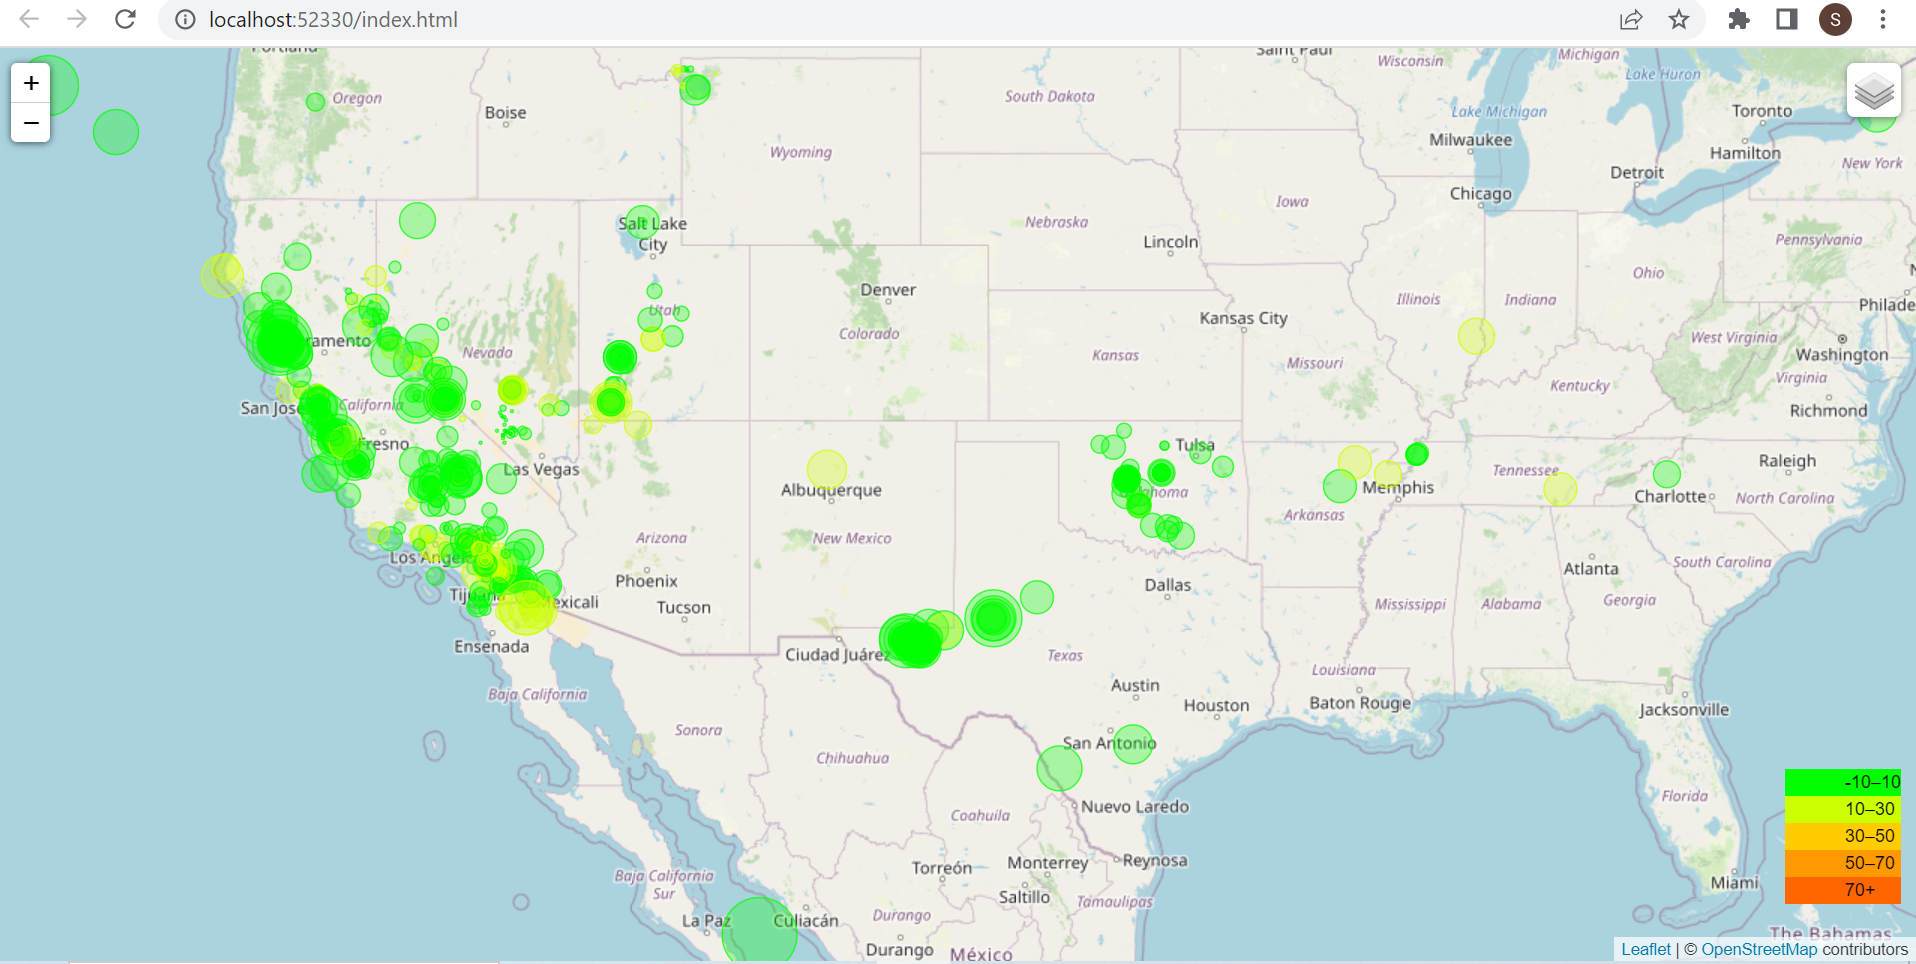 localhost:52330/index.html
S
+
−
Portland
Oregon
Boise
Wyoming
South Dakota
Saint Paul
Wisconsin
Michigan
Lake Huron
Lake Michigan
Toronto
Milwaukee
Hamilton
New York
Detroit
Chicago
Iowa
Nebraska
Salt Lake
City
Lincoln
Pennsylvania
Ohio
Denver
Illinois
Indiana
Philade
Utah
Kansas City
Colorado
West Virginia
ramento
Nevada
Kansas
Missouri
Washington
Virginia
Kentucky
San Jos
California
Richmond
Fresno
Tulsa
Las Vegas
Tennessee
Raleigh
Albuquerque
ahoma
Memphis
Charlotte
North Carolina
Arkansas
Arizona
New Mexico
Los Angel
South Carolina
Atlanta
Phoenix
Dallas
Tijuana
Mexicali
Tucson
Mississippi
Alabama
Georgia
Ensenada
Ciudad Juárez
Texas
Louisiana
Austin
Baja California
Houston
Baton Rouge
Jacksonville
Sonora
San Antonio
Chihuahua
Nuevo Laredo
Coahuila
Florida
-10–10
10–30
30–50
50–70
70+
Torreón
Monterrey
Reynosa
Baja California
Sur
Saltillo
Tamaulipas
Miami
La Paz
Culiacán
Durango
Durango
México
The Bahamas
Leaflet | © OpenStreetMap contributors